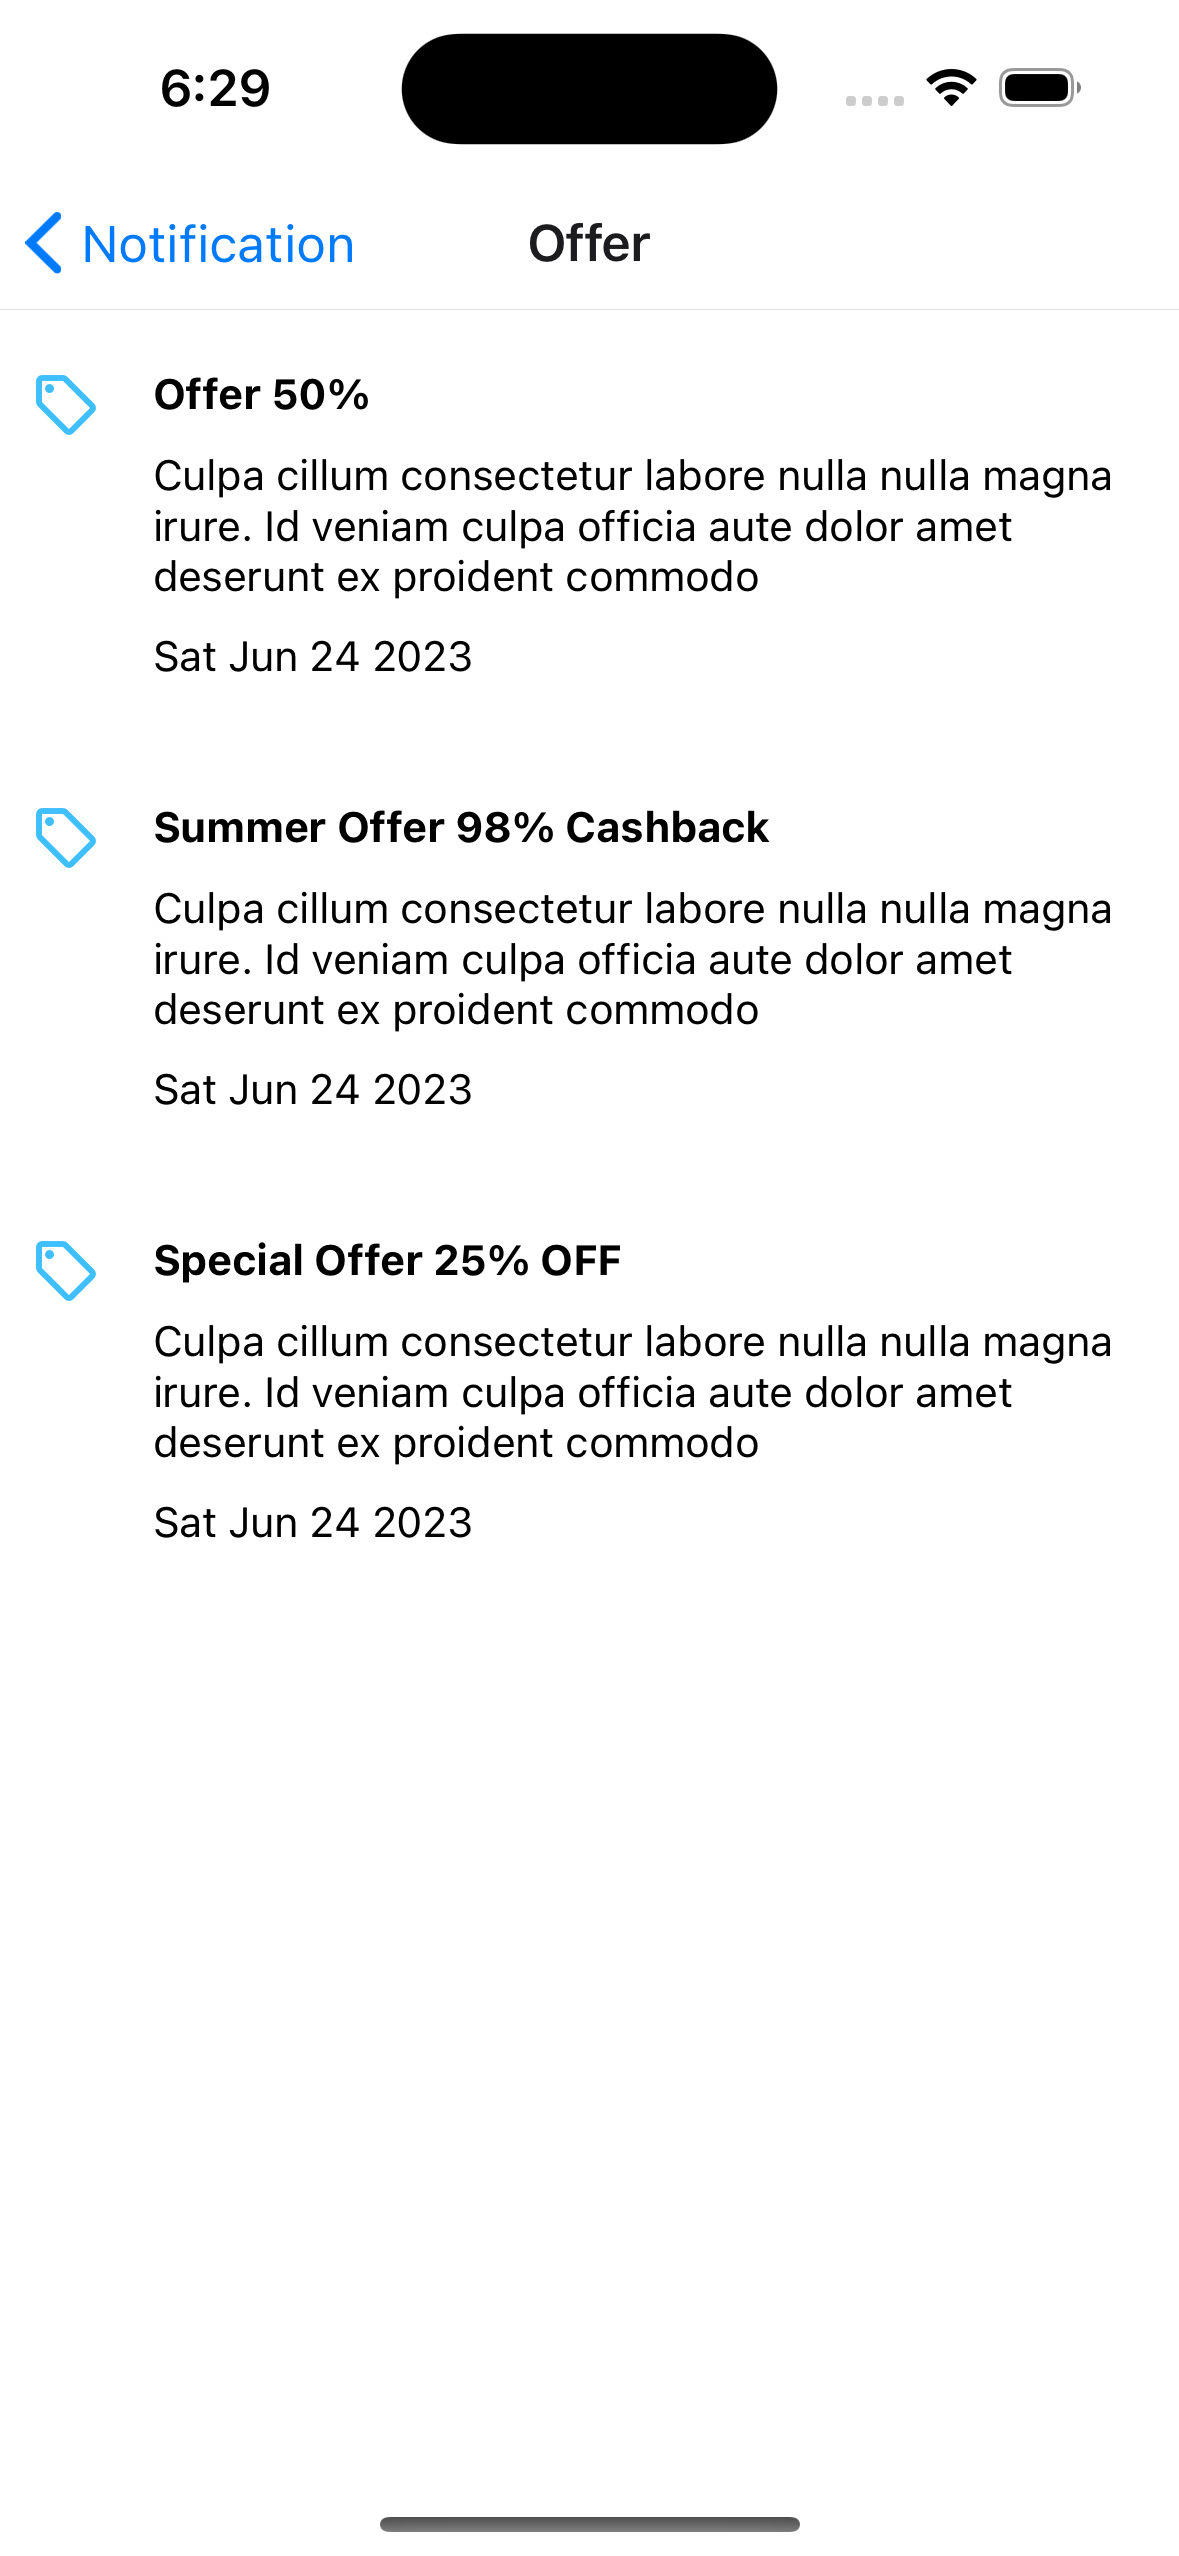 6:29
Notification
Offer
Offer 50%
Culpa cillum consectetur labore nulla nulla magna
irure. Id veniam culpa officia aute dolor amet
deserunt ex proident commodo
Sat Jun 24 2023
Summer Offer 98% Cashback
Culpa cillum consectetur labore nulla nulla magna
irure. Id veniam culpa officia aute dolor amet
deserunt ex proident commodo
Sat Jun 24 2023
Special Offer 25% OFF
Culpa cillum consectetur labore nulla nulla magna
irure. Id veniam culpa officia aute dolor amet
deserunt ex proident commodo
Sat Jun 24 2023